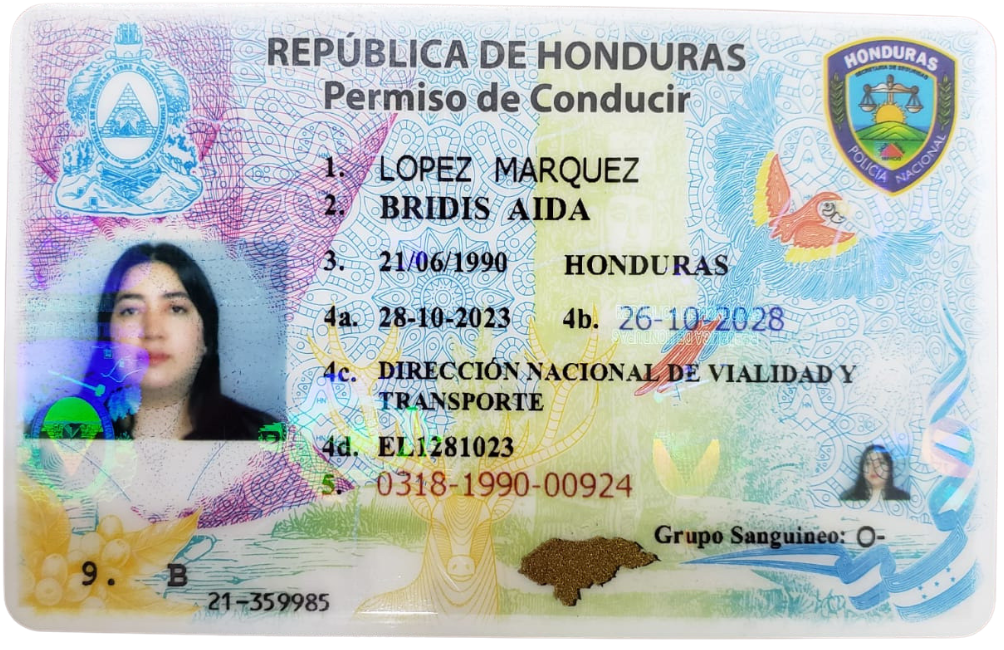 REPÚBLICA DE HONDURAS
Permiso de Conducir
HONDURAS
POLICÍA NACIONAL
1. LOPEZ MARQUEZ
2. BRIDIS AIDA
3. 21/06/1990 HONDURAS
4a. 28-10-2023 4b. 26-10-2028
4c. DIRECCIÓN NACIONAL DE VIALIDAD Y
TRANSPORTE
4d. EL1281023
5. 0318-1990-00924
Grupo Sanguineo: O-
9. B
21-359985